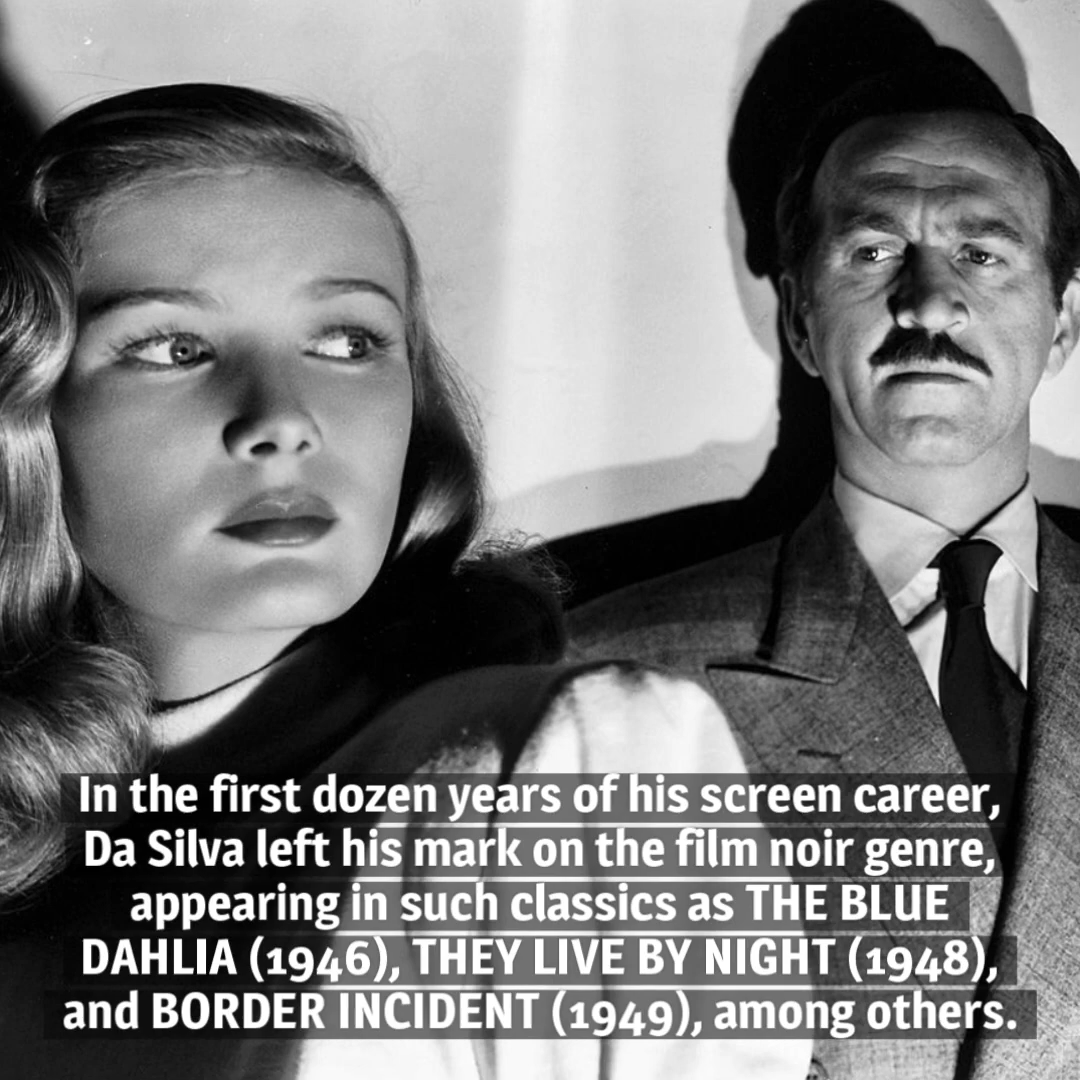 In the first dozen years of his screen career,
Da Silva left his mark on the film noir genre,
appearing in such classics as THE BLUE
DAHLIA (1946), THEY LIVE BY NIGHT (1948),
and BORDER INCIDENT (1949), among others.